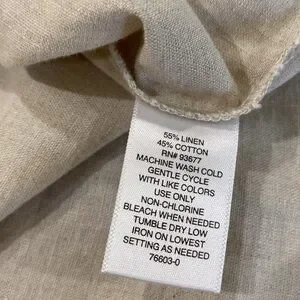 55% LINEN
45% COTTON
RN# 93677
MACHINE WASH COLD
GENTLE CYCLE
WITH LIKE COLORS
USE ONLY
NON-CHLORINE
BLEACH WHEN NEEDED
TUMBLE DRY LOW
IRON ON LOWEST
SETTING AS NEEDED
76603-0